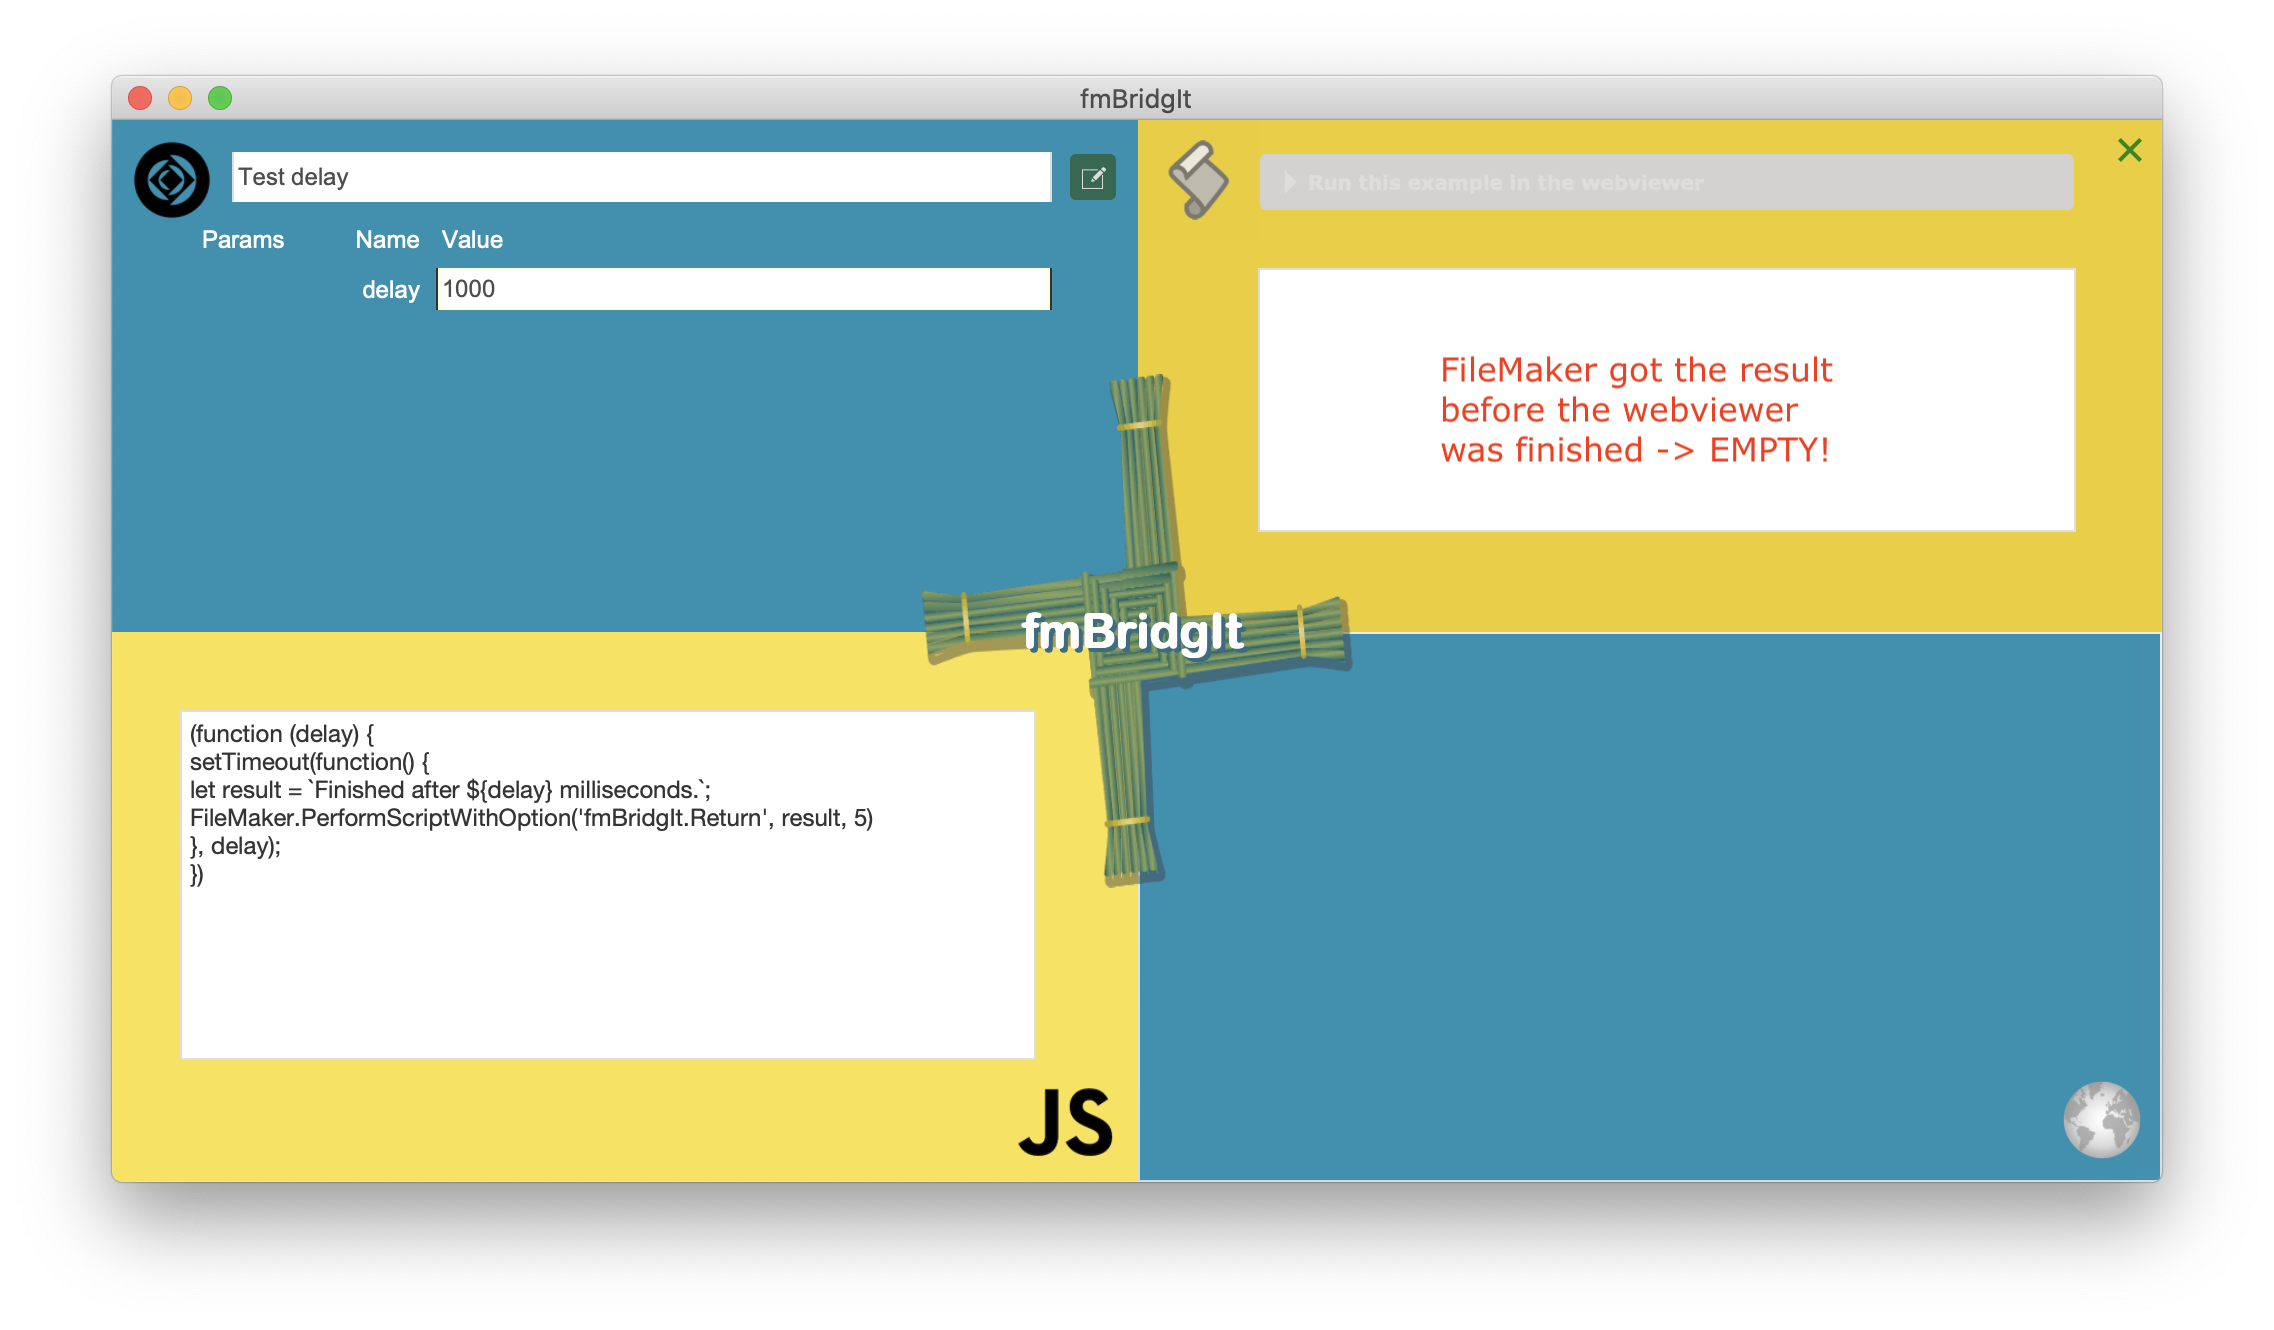 fmBridgIt
Test delay
Params Name Value
delay 1000
Run this example in the webviewer
FileMaker got the result
before the webviewer
was finished -> EMPTY!
fmBridgIt
(function (delay) {
setTimeout(function() {
let result = `Finished after ${delay} milliseconds.`;
FileMaker.PerformScriptWithOption('fmBridgIt.Return', result, 5)
}, delay);
})
JS